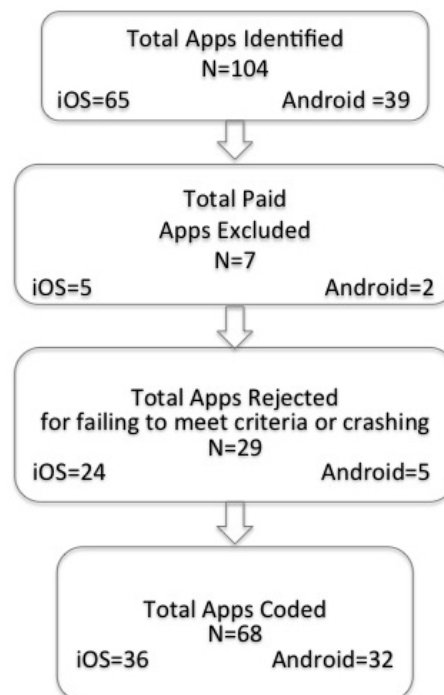 Total Apps Identified
N=104
iOS=65 Android =39
Total Paid
Apps Excluded
N=7
iOS=5 Android=2
Total Apps Rejected
for failing to meet criteria or crashing
N=29
iOS=24 Android=5
Total Apps Coded
N=68
iOS=36 Android=32